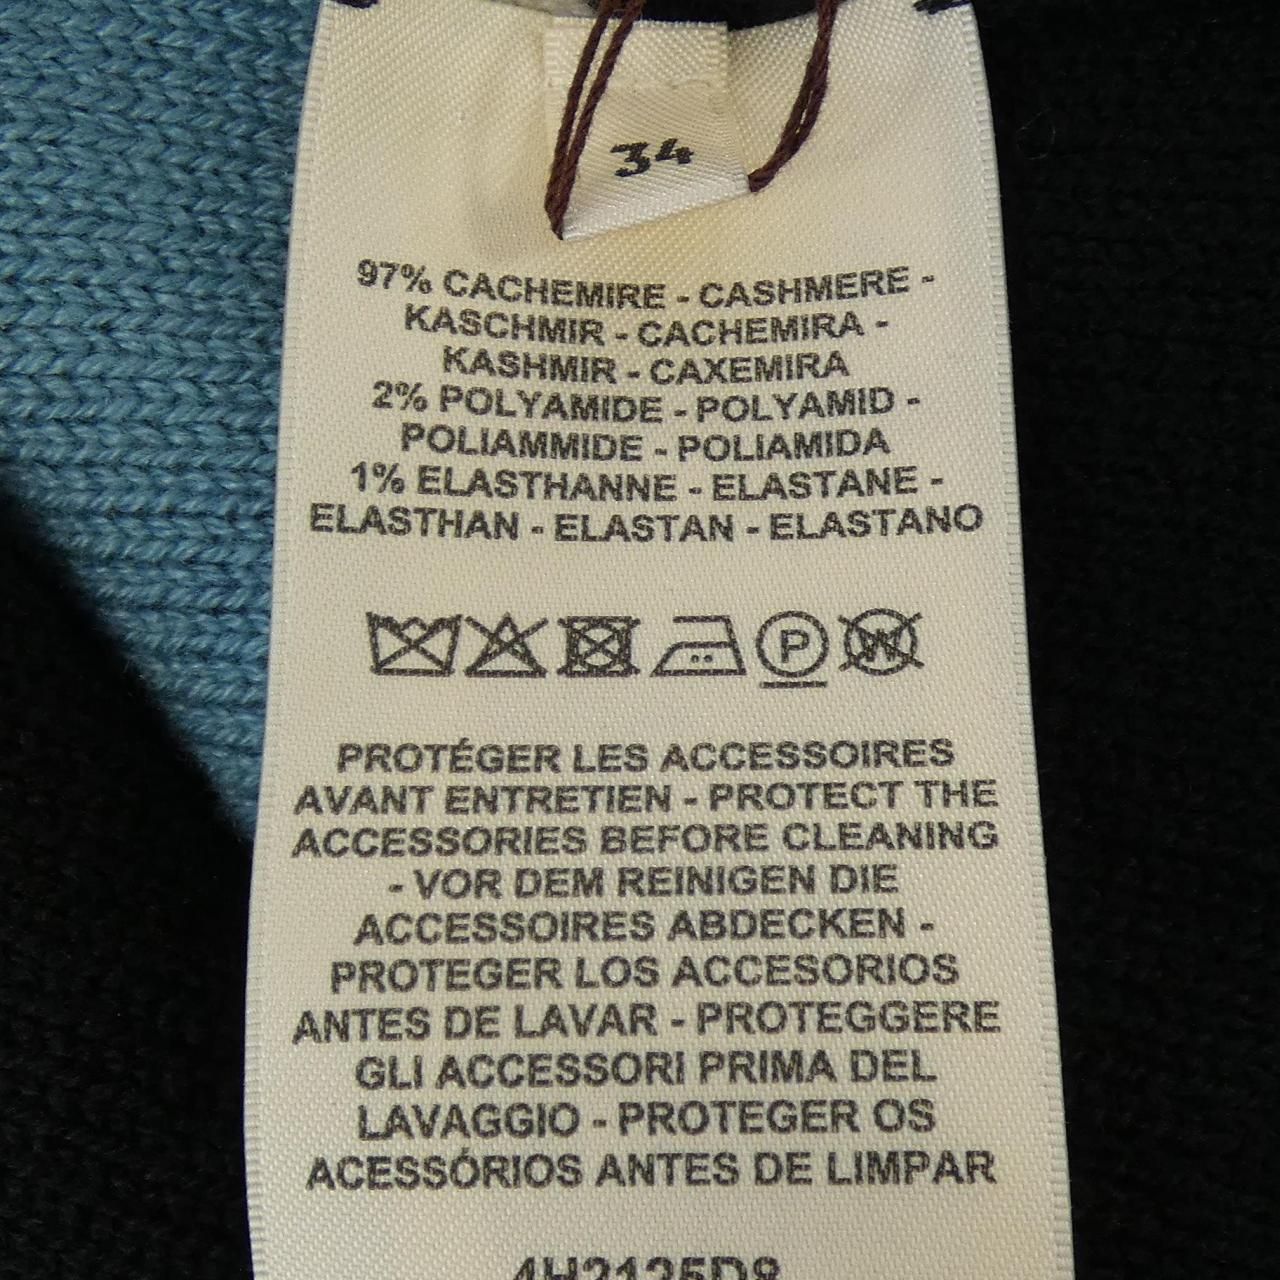 34
97% CACHEMIRE - CASHMERE -
KASCHMIR - CACHEMIRA -
KASHMIR - CAXEMIRA
2% POLYAMIDE - POLYAMID -
POLIAMMIDE - POLIAMIDA
1% ELASTHANNE - ELASTANE -
ELASTHAN - ELASTAN - ELASTANO
P W
PROTÉGER LES ACCESSOIRES
AVANT ENTRETIEN - PROTECT THE
ACCESSORIES BEFORE CLEANING
- VOR DEM REINIGEN DIE
ACCESSOIRES ABDECKEN -
PROTEGER LOS ACCESORIOS
ANTES DE LAVAR - PROTEGGERE
GLI ACCESSORI PRIMA DEL
LAVAGGIO - PROTEGER OS
ACESSÓRIOS ANTES DE LIMPAR